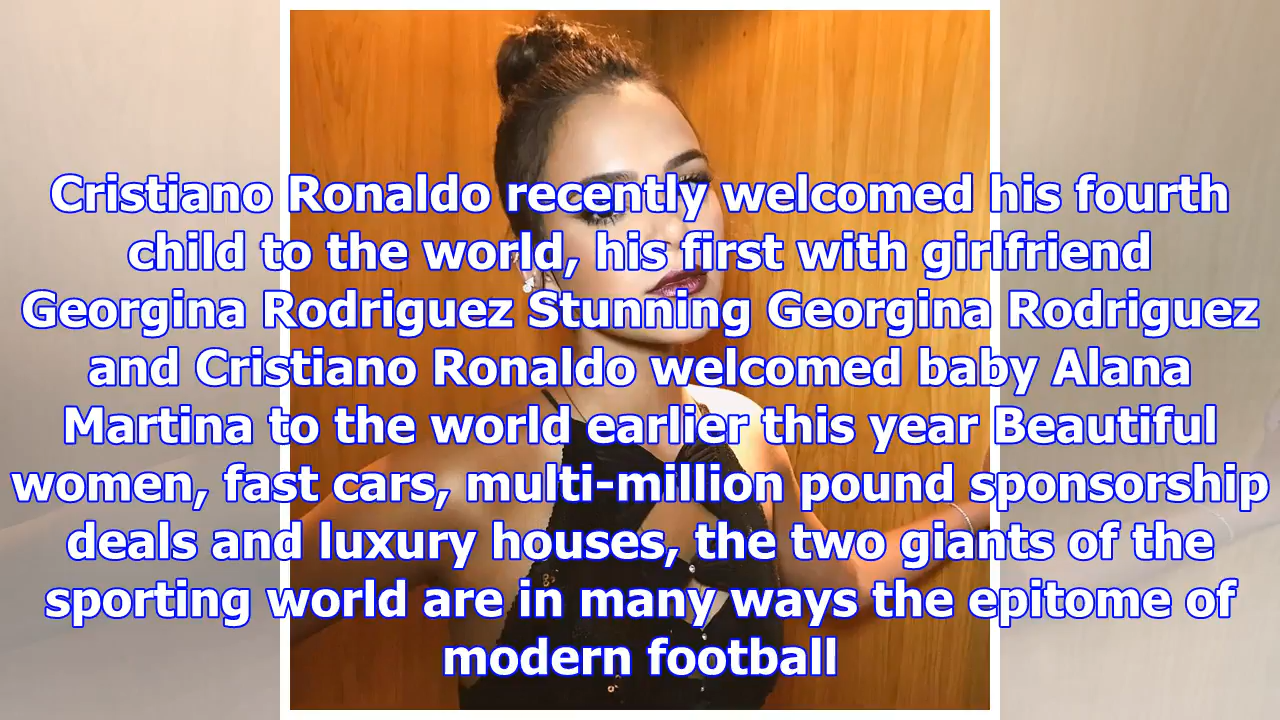 Cristiano Ronaldo recently welcomed his fourth
child to the world, his first with girlfriend
Georgina Rodriguez Stunning Georgina Rodriguez
and Cristiano Ronaldo welcomed baby Alana
Martina to the world earlier this year Beautiful
women, fast cars, multi-million pound sponsorship
deals and luxury houses, the two giants of the
sporting world are in many ways the epitome of
modern football